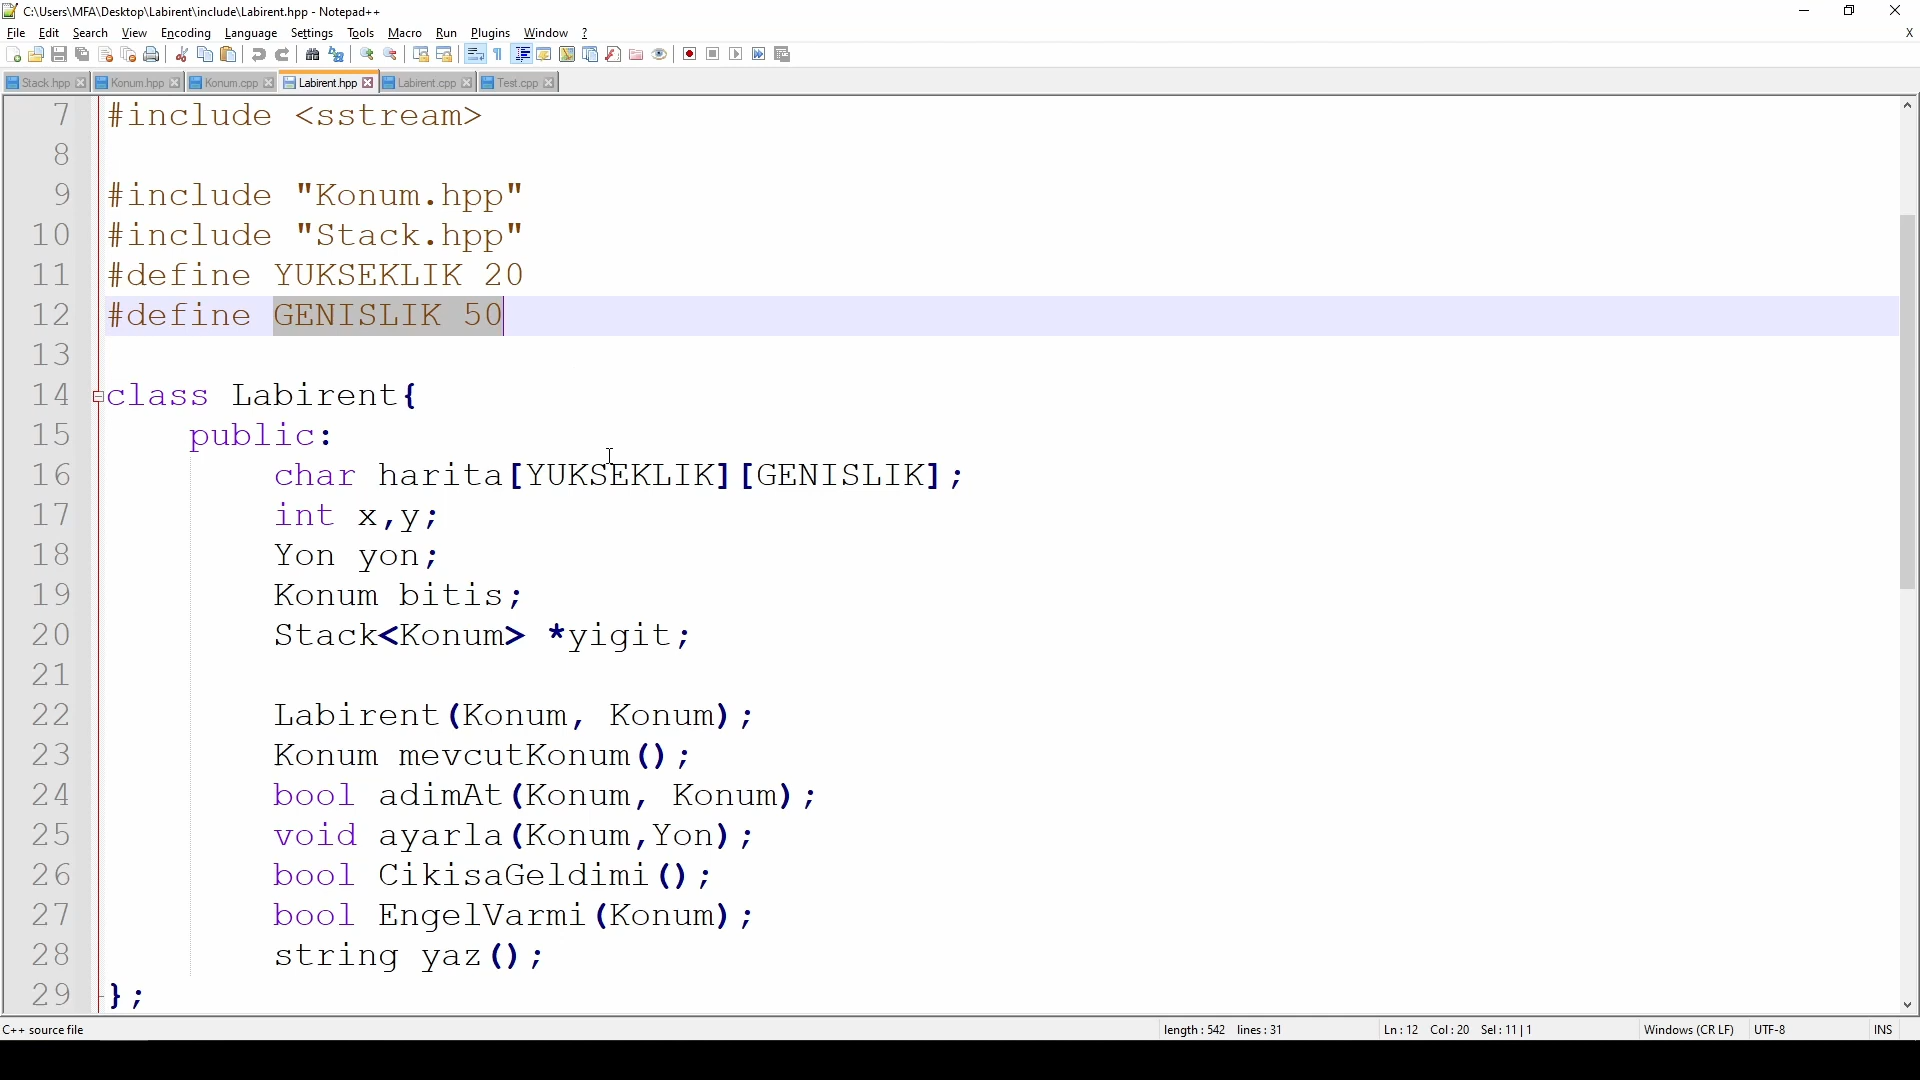 C:\Users\MFA\Desktop\Labirent\include\Labirent.hpp - Notepad++
File Edit Search View Encoding Language Settings Tools Macro Run Plugins Window ? X
Stack.hpp Konum.hpp Konum.cpp Labirent.hpp Labirent.cpp Test.cpp
7 #include <sstream>
8
9 #include "Konum.hpp"
10 #include "Stack.hpp"
11 #define YUKSEKLIK 20
12 #define GENISLIK 50
13
14 class Labirent{
15 public:
16 char harita[YUKSEKLIK][GENISLIK];
17 int x,y;
18 Yon yon;
19 Konum bitis;
20 Stack<Konum> *yigit;
21
22 Labirent(Konum, Konum);
23 Konum mevcutKonum();
24 bool adimAt(Konum, Konum);
25 void ayarla(Konum,Yon);
26 bool CikisaGeldimi();
27 bool EngelVarmi(Konum);
28 string yaz();
29 };
C++ source file length : 542 lines : 31 Ln : 12 Col : 20 Sel : 11 | 1 Windows (CR LF) UTF-8 INS